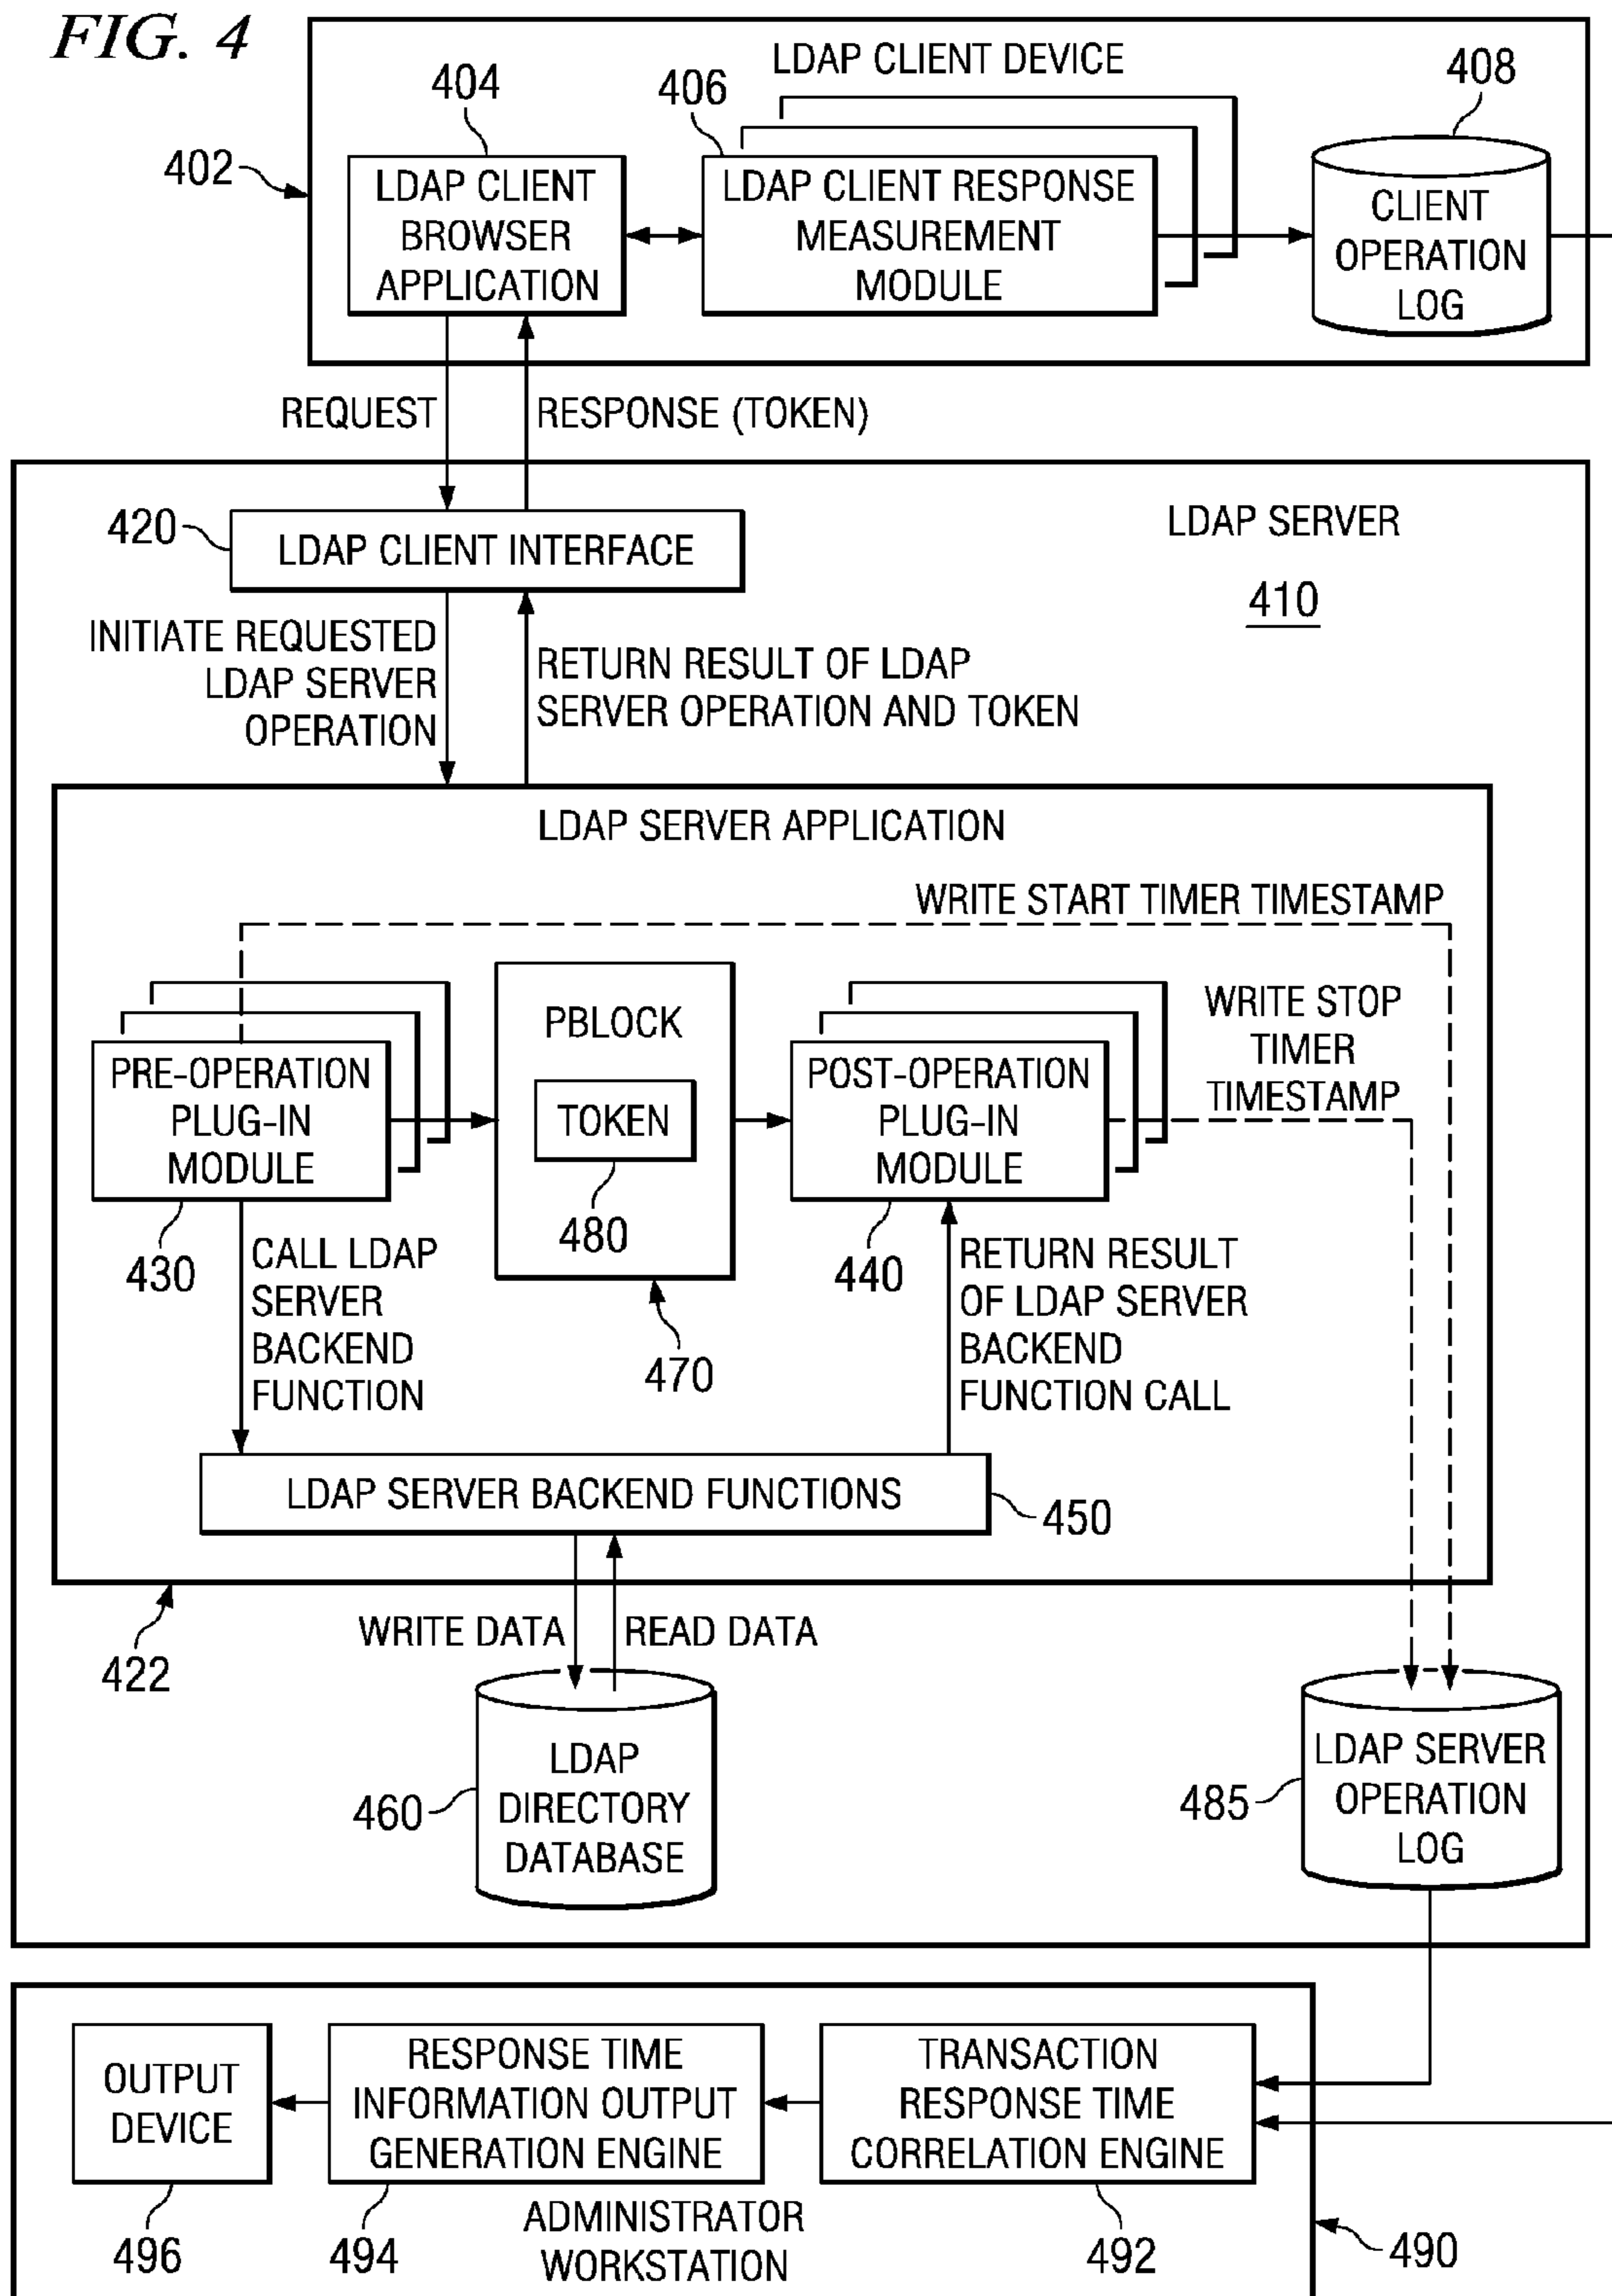 FIG. 4
LDAP CLIENT DEVICE
404
406
408
402
LDAP CLIENT
BROWSER
APPLICATION
LDAP CLIENT RESPONSE
MEASUREMENT
MODULE
CLIENT
OPERATION
LOG
REQUEST
RESPONSE (TOKEN)
420
LDAP CLIENT INTERFACE
LDAP SERVER
410
INITIATE REQUESTED
LDAP SERVER
OPERATION
RETURN RESULT OF LDAP
SERVER OPERATION AND TOKEN
LDAP SERVER APPLICATION
WRITE START TIMER TIMESTAMP
PRE-OPERATION
PLUG-IN
MODULE
PBLOCK
TOKEN
POST-OPERATION
PLUG-IN
MODULE
WRITE STOP
TIMER
TIMESTAMP
430
480
440
CALL LDAP
SERVER
BACKEND
FUNCTION
470
RETURN RESULT
OF LDAP SERVER
BACKEND
FUNCTION CALL
LDAP SERVER BACKEND FUNCTIONS
450
422
WRITE DATA
READ DATA
460
LDAP
DIRECTORY
DATABASE
485
LDAP SERVER
OPERATION
LOG
OUTPUT
DEVICE
RESPONSE TIME
INFORMATION OUTPUT
GENERATION ENGINE
TRANSACTION
RESPONSE TIME
CORRELATION ENGINE
496
494
ADMINISTRATOR
WORKSTATION
492
490